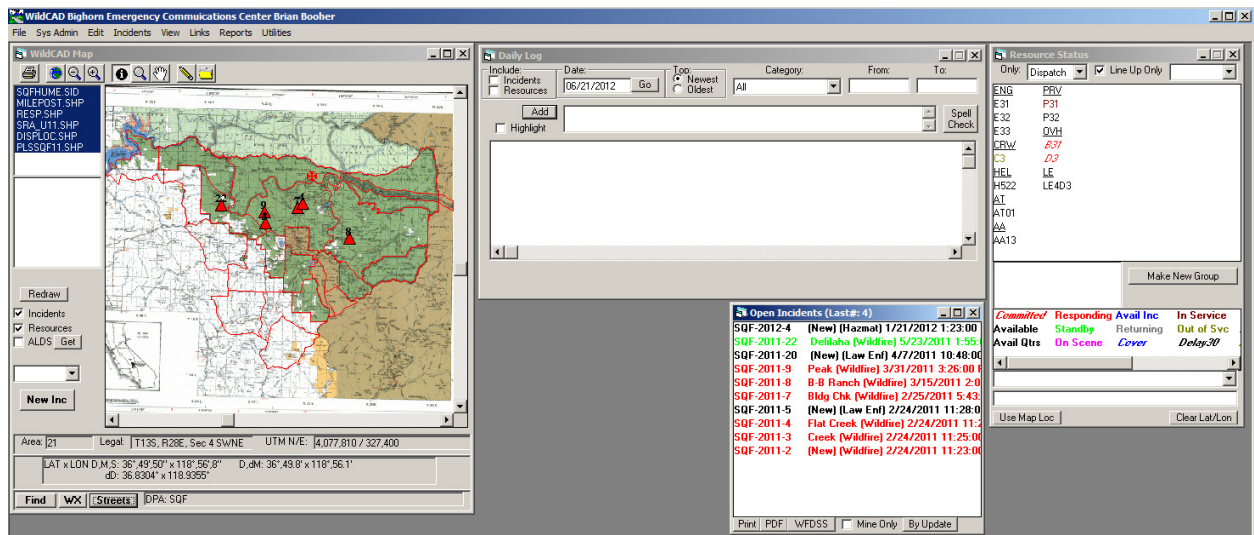 WildCAD Bighorn Emergency Commuications Center Brian Booher
File Sys Admin Edit Incidents View Links Reports Utilities
WildCAD Map
SQFHUME.SID
MILEPOST.SHP
RESP.SHP
SRA_U11.SHP
DISPLOC.SHP
PLSSQF11.SHP
Redraw
Incidents
Resources
ALDS Get
New Inc
22
9
7
4
8
Area: 21 Legal: T13S, R28E, Sec 4 SWNE UTM N/E: 4,077,810 / 327,400
LAT x LON D,M,S: 36°,49',50" x 118°,56',8" D,dM: 36°,49.8' x 118°,56.1'
dD: 36.8304° x 118.9355°
Find WX Streets DPA: SQF
Daily Log
Include: Date: Top: Category: From: To:
Incidents
Resources
06/21/2012 Go
Newest
Oldest
All
Add
Highlight
Spell
Check
Open Incidents (Last#: 4)
SQF-2012-4 (New) (Hazmat) 1/21/2012 1:23:00
SQF-2011-22 Delilaha (Wildfire) 5/23/2011 1:55:
SQF-2011-20 (New) (Law Enf) 4/7/2011 10:48:00
SQF-2011-9 Peak (Wildfire) 3/31/2011 3:26:00
SQF-2011-8 B-B Ranch (Wildfire) 3/15/2011 2:0
SQF-2011-7 Bldg Chk (Wildfire) 2/25/2011 5:43:
SQF-2011-5 (New) (Law Enf) 2/24/2011 11:28:0
SQF-2011-4 Flat Creek (Wildfire) 2/24/2011 11:2
SQF-2011-3 Creek (Wildfire) 2/24/2011 11:25:00
SQF-2011-2 (New) (Wildfire) 2/24/2011 11:23:00
Print PDF WFDSS Mine Only By Update
Resource Status
Only: Dispatch Line Up Only
ENG PRV
E31 P31
E32 P32
E33 OVH
CRW B31
C3 D3
HEL LE
H522 LE4D3
AT
AT01
AA
AA13
Make New Group
Committed Responding Avail Inc In Service
Available Standby Returning Out of Svc
Avail Qtrs On Scene Cover Delay30
Use Map Loc Clear Lat/Lon